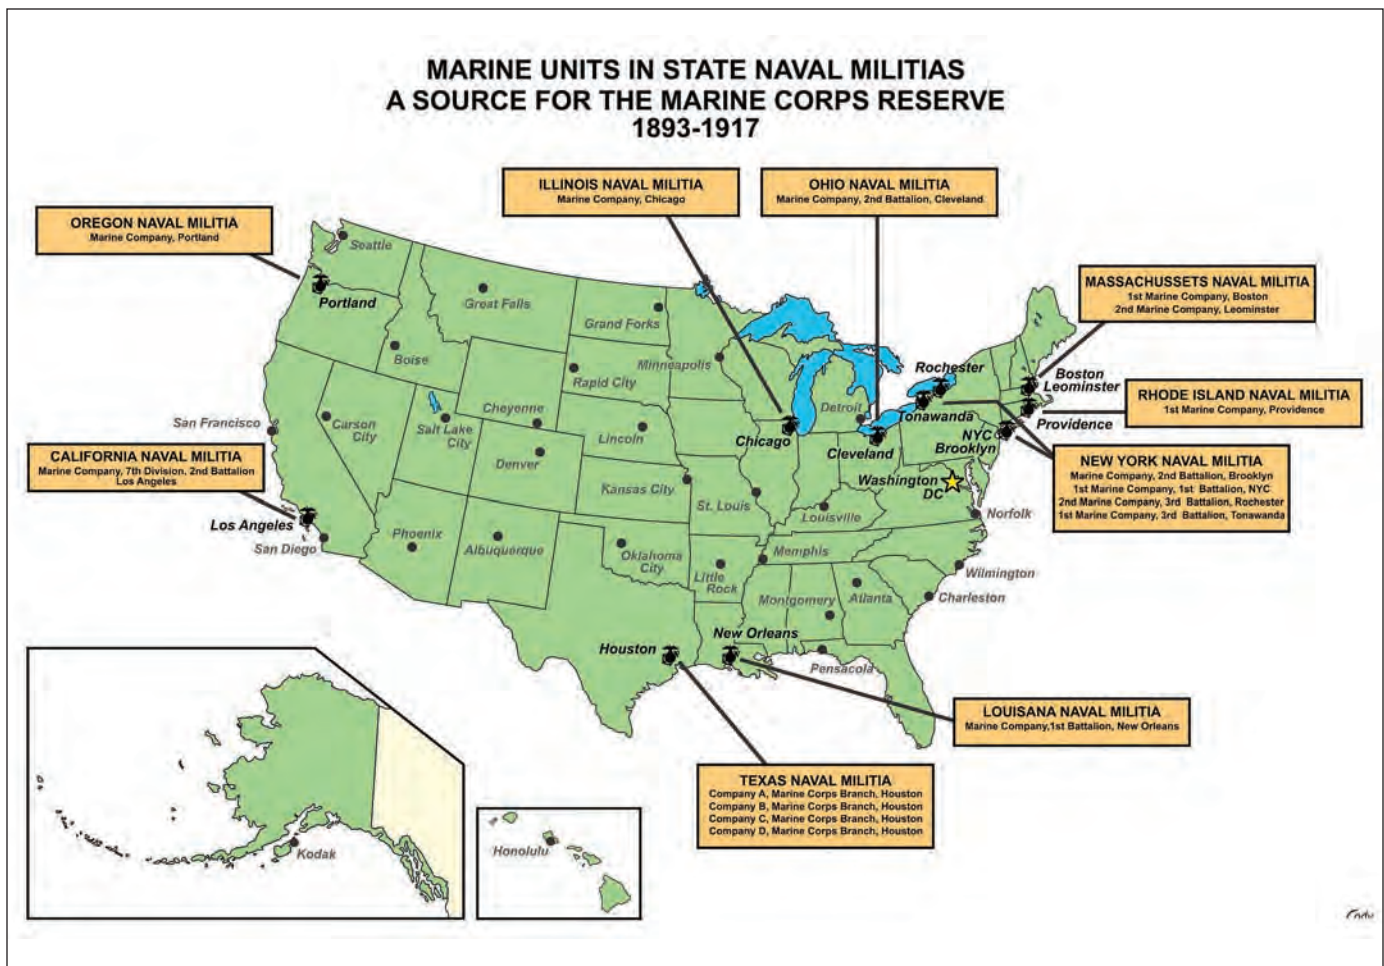 MARINE UNITS IN STATE NAVAL MILITIAS
A SOURCE FOR THE MARINE CORPS RESERVE
1893-1917
ILLINOIS NAVAL MILITIA
Marine Company, Chicago
OHIO NAVAL MILITIA
Marine Company, 2nd Battalion, Cleveland
OREGON NAVAL MILITIA
Marine Company, Portland
MASSACHUSSETS NAVAL MILITIA
1st Marine Company, Boston
2nd Marine Company, Leominster
RHODE ISLAND NAVAL MILITIA
1st Marine Company, Providence
CALIFORNIA NAVAL MILITIA
Marine Company, 7th Division, 2nd Battalion
Los Angeles
NEW YORK NAVAL MILITIA
Marine Company, 2nd Battalion, Brooklyn
1st Marine Company, 1st Battalion, NYC
2nd Marine Company, 3rd Battalion, Rochester
1st Marine Company, 3rd Battalion, Tonawanda
LOUISANA NAVAL MILITIA
Marine Company,1st Battalion, New Orleans
TEXAS NAVAL MILITIA
Company A, Marine Corps Branch, Houston
Company B, Marine Corps Branch, Houston
Company C, Marine Corps Branch, Houston
Company D, Marine Corps Branch, Houston
Seattle
Portland
Great Falls
Grand Forks
Boise
Rapid City
Minneapolis
Rochester
Boston
Leominster
Detroit
Tonawanda
Providence
San Francisco
Carson
City
Salt Lake
City
Cheyenne
Lincoln
Chicago
Cleveland
NYC
Brooklyn
Denver
Kansas City
St. Louis
Louisville
Washington
DC
Norfolk
Los Angeles
San Diego
Phoenix
Albuquerque
Oklahoma
City
Little
Rock
Memphis
Wilmington
Montgomery
Atlanta
Charleston
Houston
New Orleans
Pensacola
Kodak
Honolulu